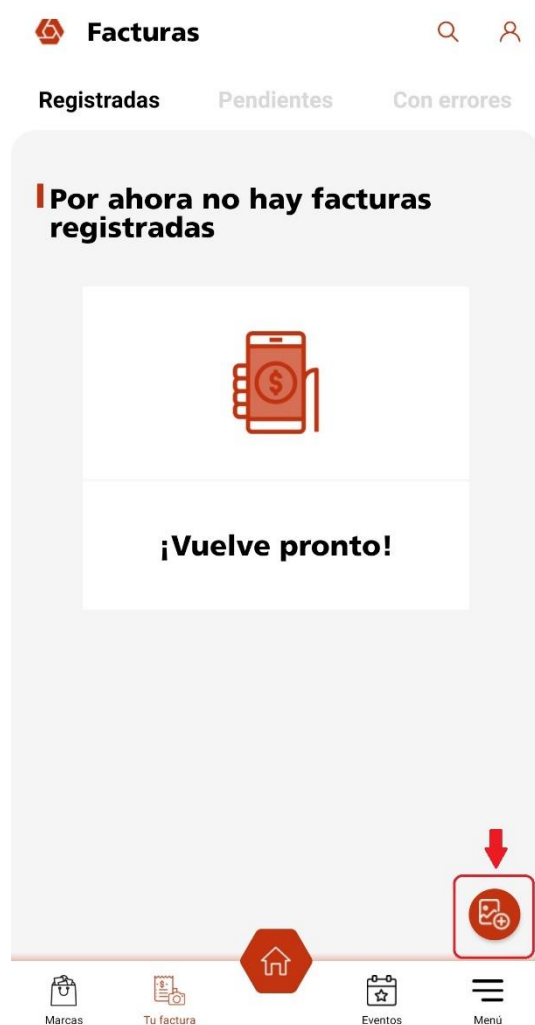 Facturas
Registradas Pendientes Con errores
Por ahora no hay facturas
registradas
$
¡Vuelve pronto!
$
Marcas Tu factura Eventos Menú